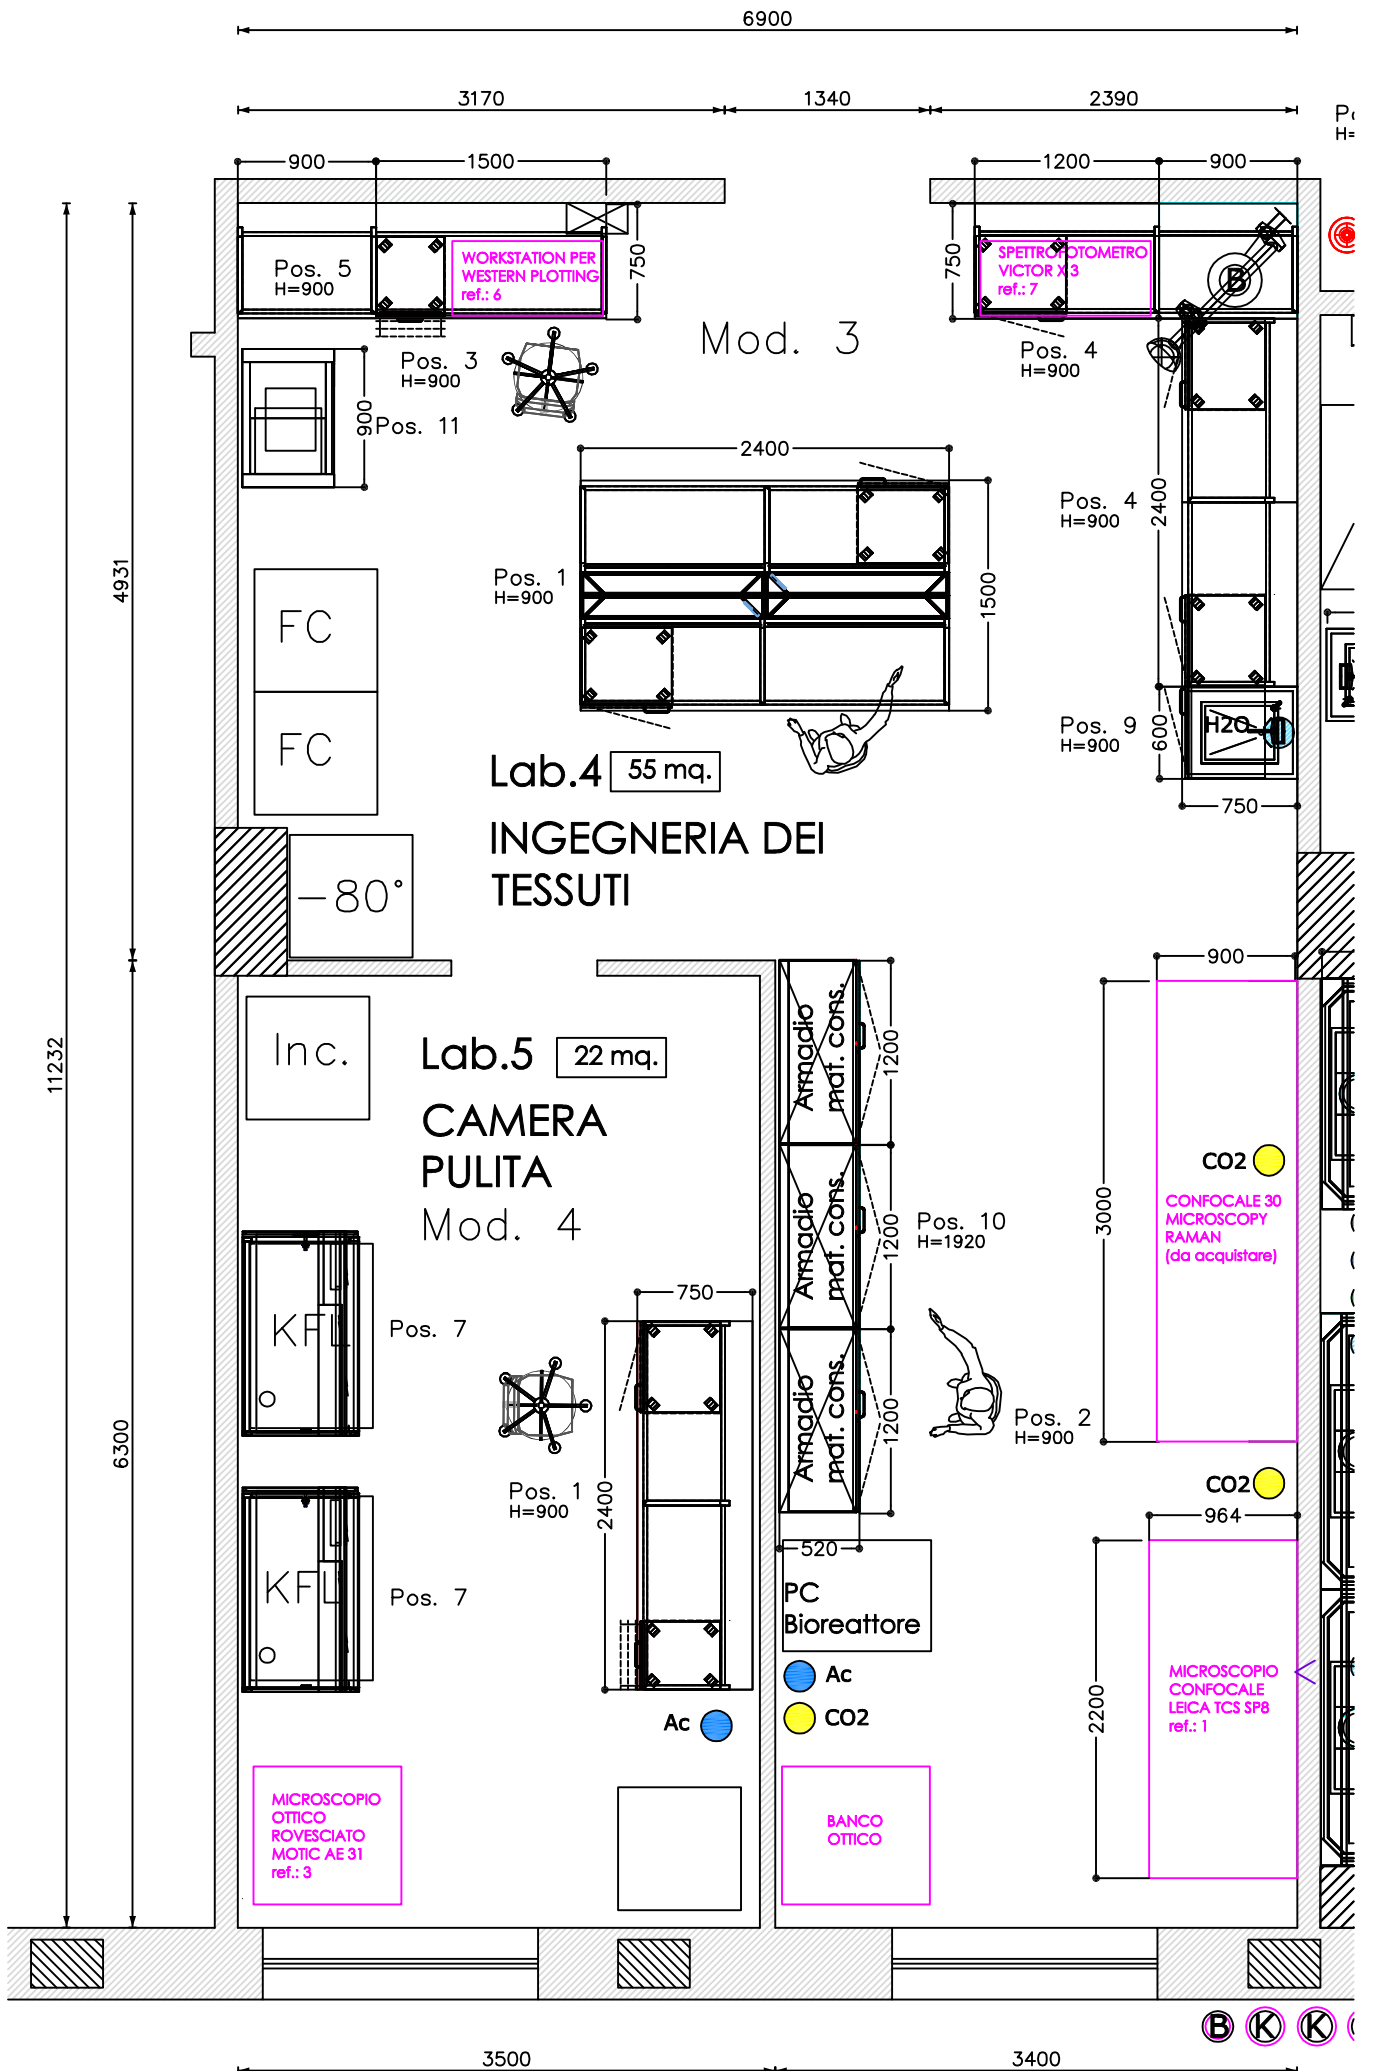 6900
3170
1340
2390
900
1500
1200
900
Pos. 5
H=900
WORKSTATION PER
WESTERN PLOTTING
ref.: 6
750
750
SPETTROFOTOMETRO
VICTOR X 3
ref.: 7
B
Mod. 3
Pos. 3
H=900
Pos. 4
H=900
900
Pos. 11
2400
Pos. 4
H=900
2400
Pos. 1
H=900
1500
4931
FC
FC
Pos. 9
H=900
600
H2O
750
Lab.4
55 mq.
INGEGNERIA DEI
TESSUTI
-80°
11232
900
Inc.
Lab.5
22 mq.
CAMERA
PULITA
Mod. 4
Armadio
mat. cons.
1200
Armadio
mat. cons.
1200
Armadio
mat. cons.
1200
3000
CO2
CONFOCALE 30
MICROSCOPY
RAMAN
(da acquistare)
Pos. 10
H=1920
KFL
Pos. 7
750
6300
Pos. 2
H=900
Pos. 1
H=900
2400
CO2
964
520
KFL
Pos. 7
PC
Bioreattore
Ac
CO2
Ac
2200
MICROSCOPIO
CONFOCALE
LEICA TCS SP8
ref.: 1
MICROSCOPIO
OTTICO
ROVESCIATO
MOTIC AE 31
ref.: 3
BANCO
OTTICO
B K K
3500
3400